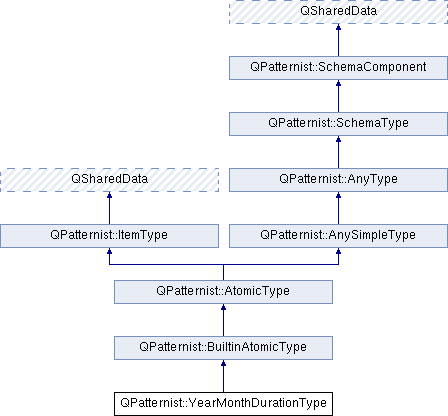 QSharedData
QPatternist::SchemaComponent
QPatternist::SchemaType
QSharedData
QPatternist::AnyType
QPatternist::ItemType
QPatternist::AnySimpleType
QPatternist::AtomicType
QPatternist::BuiltinAtomicType
QPatternist::YearMonthDurationType